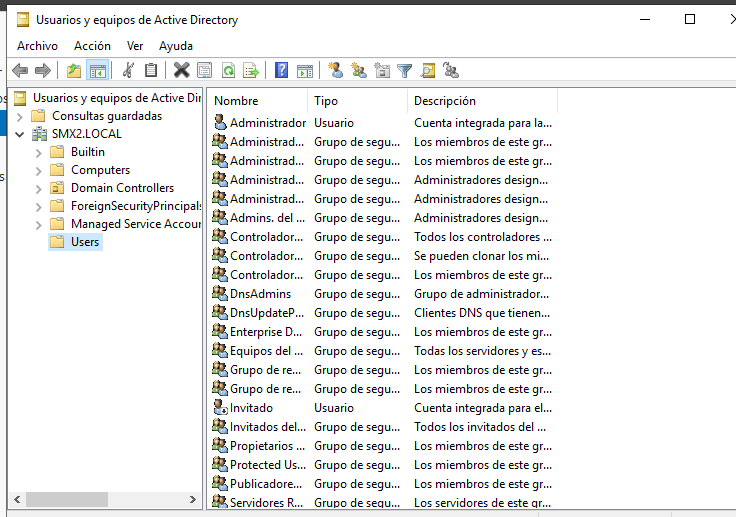 Usuarios y equipos de Active Directory
Archivo Acción Ver Ayuda
Usuarios y equipos de Active Dir
Consultas guardadas
SMX2.LOCAL
Builtin
Computers
Domain Controllers
ForeignSecurityPrincipals
Managed Service Accour
Users
Nombre Tipo Descripción
Administrador Usuario Cuenta integrada para la...
Administrad... Grupo de segu... Los miembros de este gr...
Administrad... Grupo de segu... Los miembros de este gr...
Administrad... Grupo de segu... Administradores design...
Administrad... Grupo de segu... Administradores design...
Admins. del ... Grupo de segu... Administradores design...
Controlador... Grupo de segu... Todos los controladores ...
Controlador... Grupo de segu... Se pueden clonar los mi...
Controlador... Grupo de segu... Los miembros de este gr...
DnsAdmins Grupo de segu... Grupo de administrador...
DnsUpdateP... Grupo de segu... Clientes DNS que tienen...
Enterprise D... Grupo de segu... Los miembros de este gr...
Equipos del ... Grupo de segu... Todas los servidores y es...
Grupo de re... Grupo de segu... Los miembros de este gr...
Grupo de re... Grupo de segu... Los miembros de este gr...
Invitado Usuario Cuenta integrada para el...
Invitados del... Grupo de segu... Todos los invitados del ...
Propietarios ... Grupo de segu... Los miembros de este gr...
Protected Us... Grupo de segu... Los miembros de este gr...
Publicadore... Grupo de segu... Los miembros de este gr...
Servidores R... Grupo de segu... Los servidores de este gr...